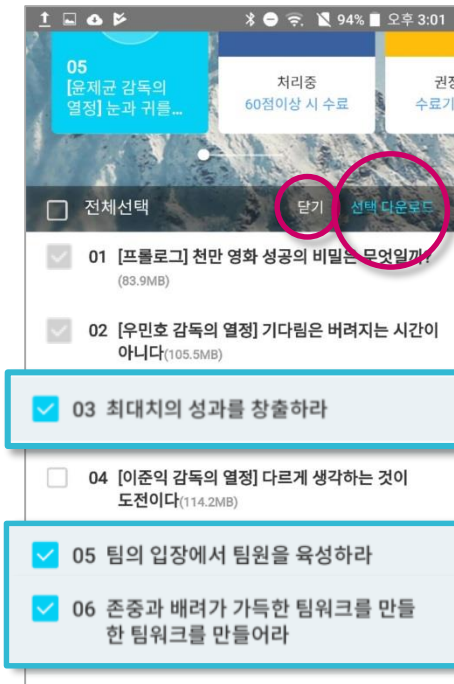 94% 오후 3:01
05
[윤제균 감독의
열정] 눈과 귀를...
처리중
60점이상 시 수료
권장
수료기
전체선택
닫기
선택 다운로드
01 [프롤로그] 천만 영화 성공의 비밀은 무엇일까?
(83.9MB)
02 [우민호 감독의 열정] 기다림은 버려지는 시간이
아니다(105.5MB)
03 최대치의 성과를 창출하라
04 [이준익 감독의 열정] 다르게 생각하는 것이
도전이다(114.2MB)
05 팀의 입장에서 팀원을 육성하라
06 존중과 배려가 가득한 팀워크를 만들
한 팀워크를 만들어라